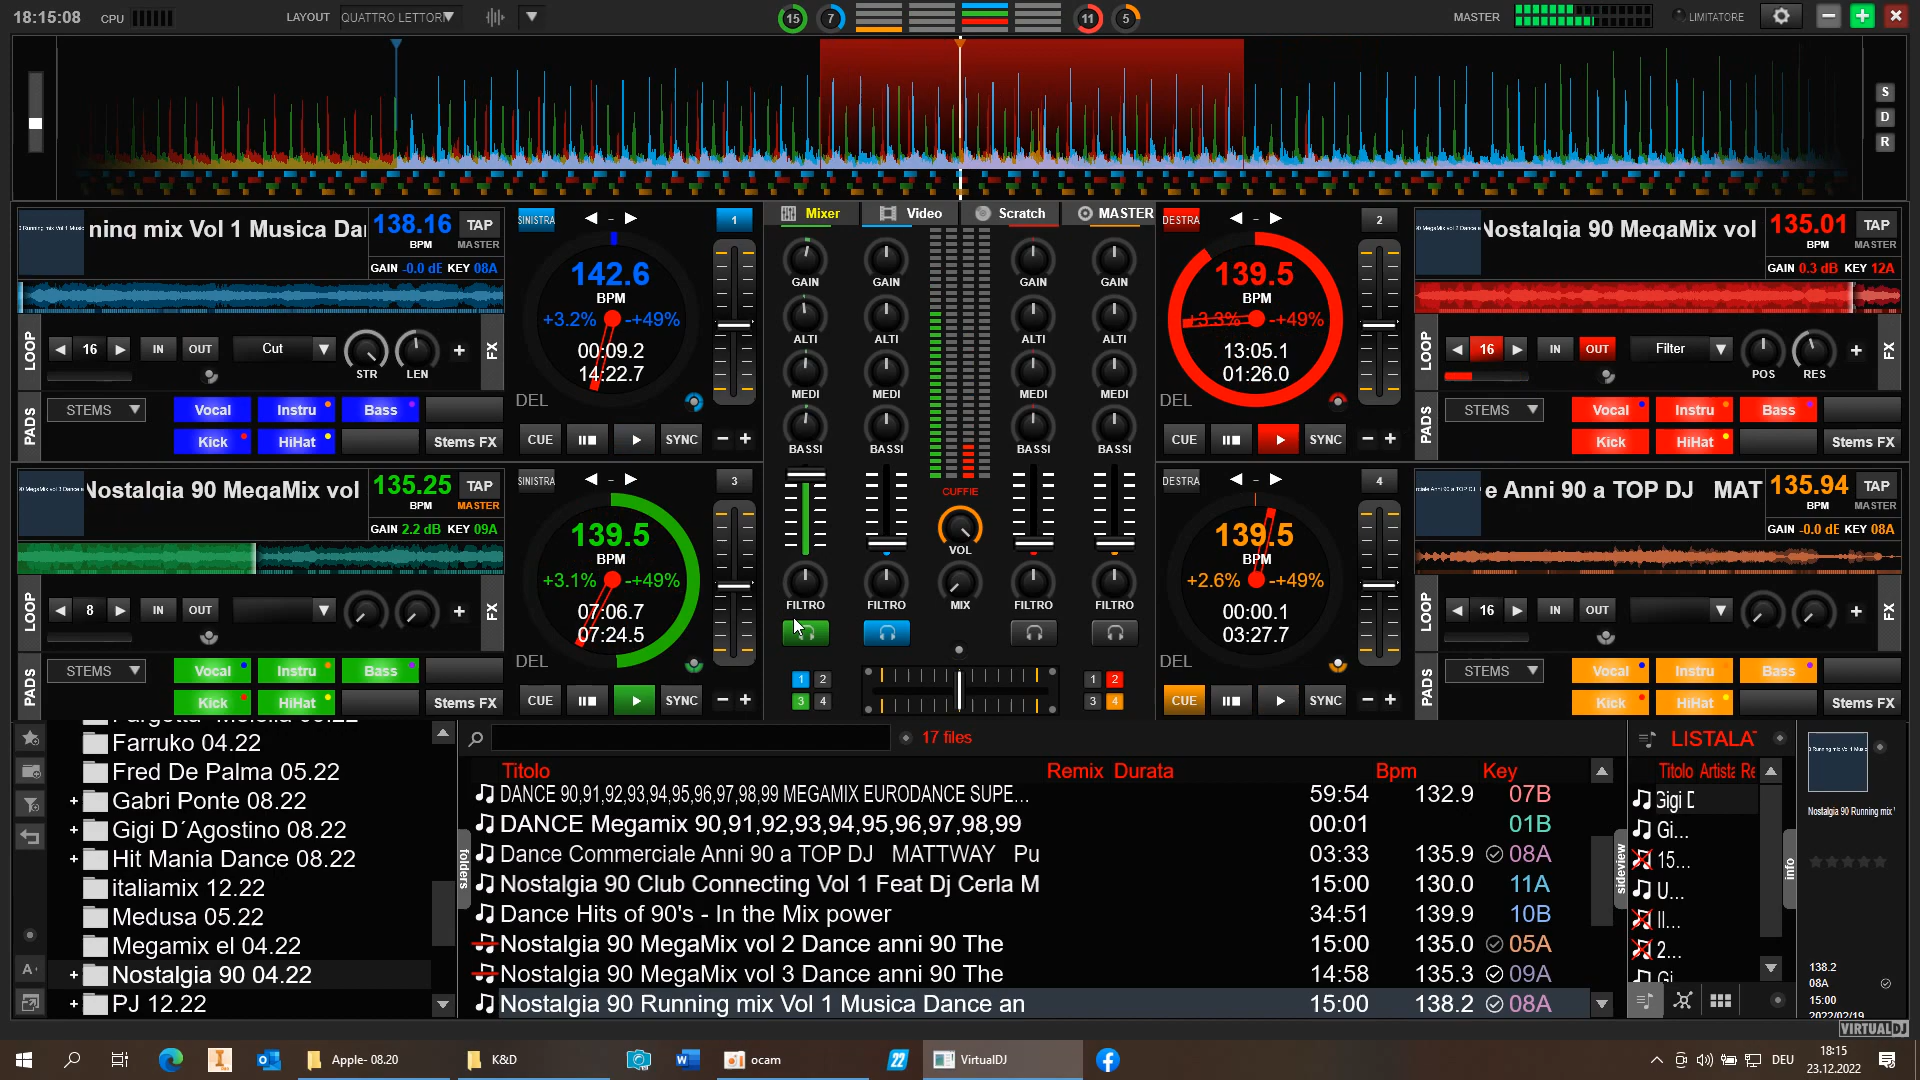 18:15:08
CPU
LAYOUT
QUATTRO LETTORI
15
7
11
5
MASTER
LIMITATORE
S
D
R
ning mix Vol 1 Musica Da
138.16
BPM
TAP
MASTER
GAIN -0.0 dE KEY 08A
LOOP
16
IN
OUT
Cut
STR
LEN
FX
PADS
STEMS
Vocal
Instru
Bass
Kick
HiHat
Stems FX
SINISTRA
1
142.6
BPM
+3.2%
-+49%
00:09.2
14:22.7
DEL
CUE
SYNC
Mixer
Video
Scratch
MASTER
GAIN
GAIN
GAIN
GAIN
ALTI
ALTI
ALTI
ALTI
MEDI
MEDI
MEDI
MEDI
BASSI
BASSI
BASSI
BASSI
CUFFIE
VOL
FILTRO
FILTRO
MIX
FILTRO
FILTRO
1 2
3 4
1 2
3 4
DESTRA
2
139.5
BPM
+3.3%
-+49%
13:05.1
01:26.0
DEL
CUE
SYNC
Nostalgia 90 MegaMix vol
135.01
BPM
TAP
MASTER
GAIN 0.3 dB KEY 12A
LOOP
16
IN
OUT
Filter
POS
RES
FX
PADS
STEMS
Vocal
Instru
Bass
Kick
HiHat
Stems FX
Nostalgia 90 MegaMix vol
135.25
BPM
TAP
MASTER
GAIN 2.2 dB KEY 09A
LOOP
8
IN
OUT
FX
PADS
STEMS
Vocal
Instru
Bass
Kick
HiHat
Stems FX
SINISTRA
3
139.5
BPM
+3.1%
-+49%
07:06.7
07:24.5
DEL
CUE
SYNC
DESTRA
4
139.5
BPM
+2.6%
-+49%
00:00.1
03:27.7
DEL
CUE
SYNC
e Anni 90 a TOP DJ MAT
135.94
BPM
TAP
MASTER
GAIN -0.0 dE KEY 08A
LOOP
16
IN
OUT
FX
PADS
STEMS
Vocal
Instru
Bass
Kick
HiHat
Stems FX
Farruko 04.22
Fred De Palma 05.22
Gabri Ponte 08.22
Gigi D´Agostino 08.22
Hit Mania Dance 08.22
italiamix 12.22
Medusa 05.22
Megamix el 04.22
Nostalgia 90 04.22
PJ 12.22
folders
17 files
Titolo Remix Durata Bpm Key
DANCE 90,91,92,93,94,95,96,97,98,99 MEGAMIX EURODANCE SUPE... 59:54 132.9 07B
DANCE Megamix 90,91,92,93,94,95,96,97,98,99 00:01 01B
Dance Commerciale Anni 90 a TOP DJ MATTWAY Pu 03:33 135.9 08A
Nostalgia 90 Club Connecting Vol 1 Feat Dj Cerla M 15:00 130.0 11A
Dance Hits of 90's - In the Mix power 34:51 139.9 10B
Nostalgia 90 MegaMix vol 2 Dance anni 90 The 15:00 135.0 05A
Nostalgia 90 MegaMix vol 3 Dance anni 90 The 14:58 135.3 09A
Nostalgia 90 Running mix Vol 1 Musica Dance an 15:00 138.2 08A
sideview
LISTALAT
Titolo Artista Re
Gigi D
Gi...
15...
U...
Il...
2...
Gi
info
Nostalgia 90 Running mix
138.2
08A
15:00
2022/02/19
VIRTUALDJ
Apple- 08.20
K&D
ocam
22
VirtualDJ
DEU
18:15
23.12.2022